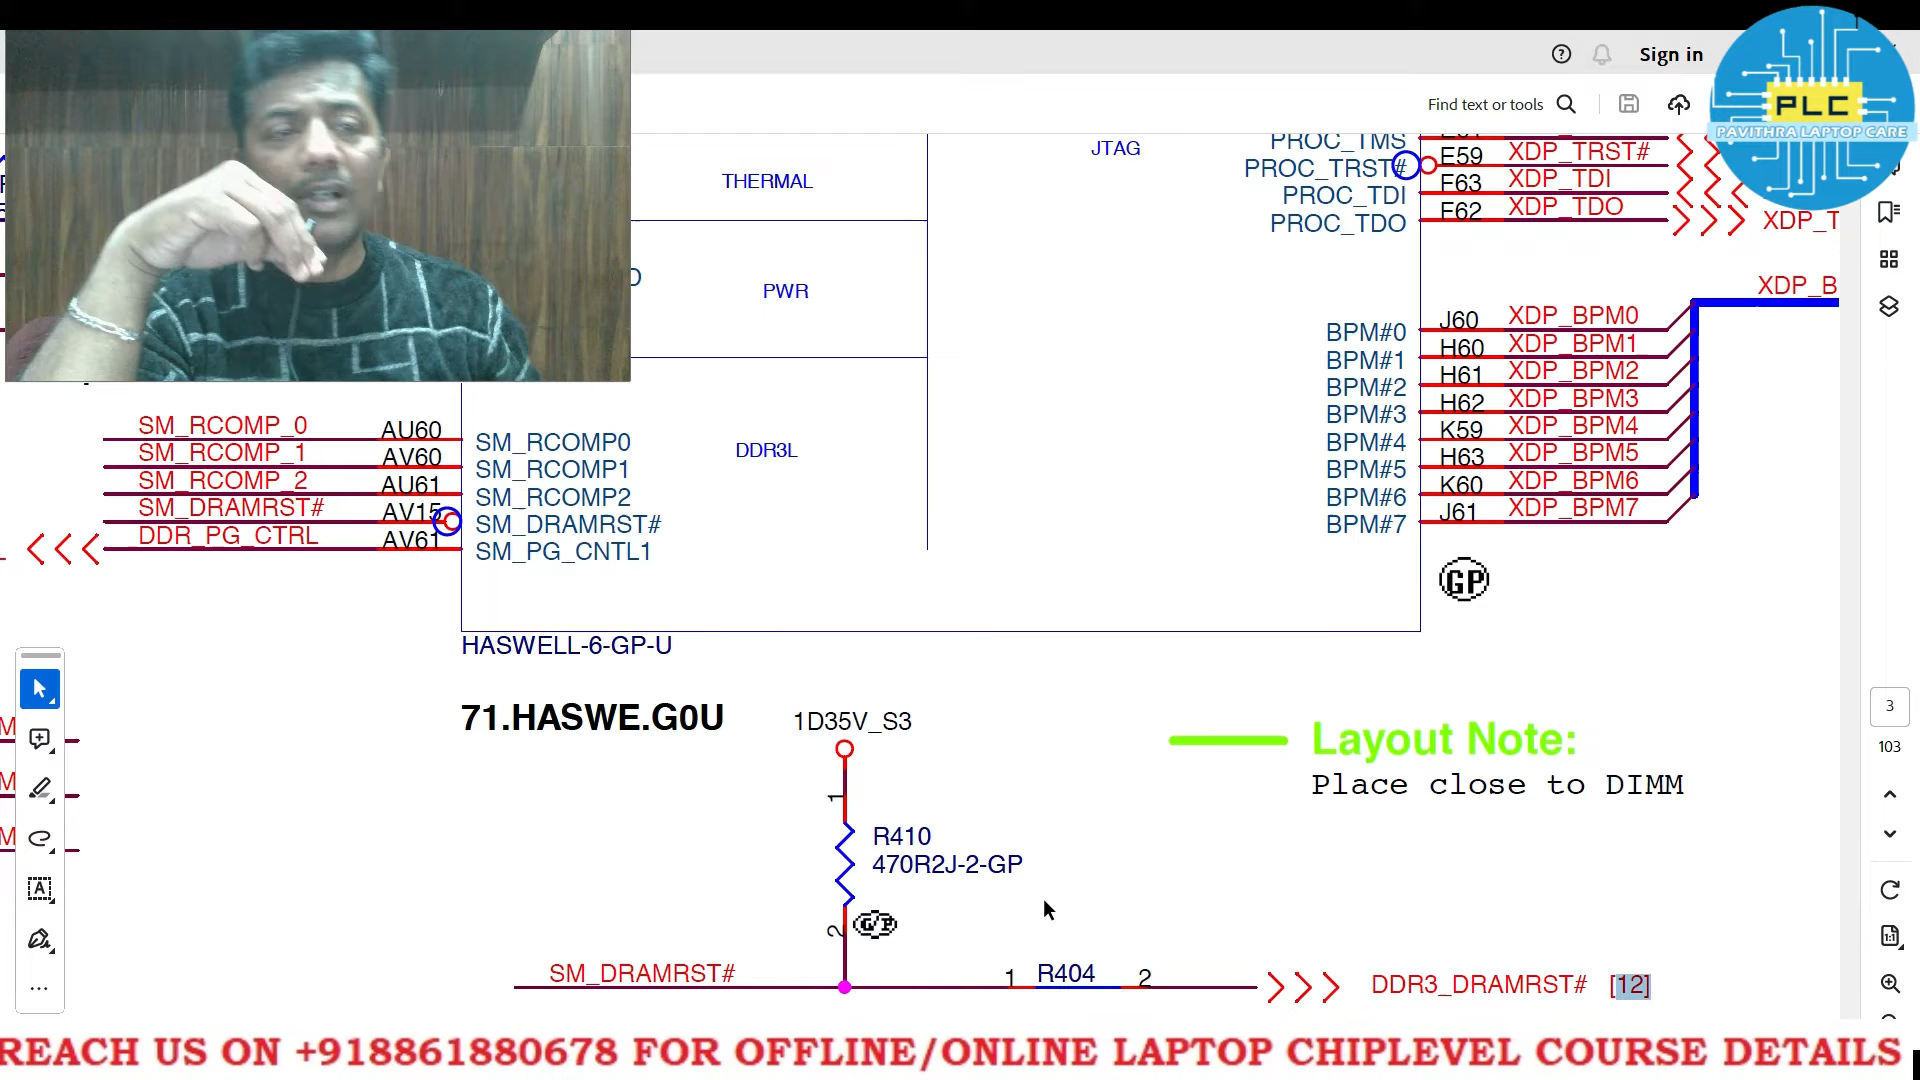 Sign in
Find text or tools
PLC
PAVITHRA LAPTOP CARE
JTAG
THERMAL
PWR
DDR3L
PROC_TMS
PROC_TRST# E59 XDP_TRST#
PROC_TDI F63 XDP_TDI
PROC_TDO F62 XDP_TDO
XDP_T
XDP_B
BPM#0 J60 XDP_BPM0
BPM#1 H60 XDP_BPM1
BPM#2 H61 XDP_BPM2
BPM#3 H62 XDP_BPM3
BPM#4 K59 XDP_BPM4
BPM#5 H63 XDP_BPM5
BPM#6 K60 XDP_BPM6
BPM#7 J61 XDP_BPM7
SM_RCOMP_0 AU60 SM_RCOMP0
SM_RCOMP_1 AV60 SM_RCOMP1
SM_RCOMP_2 AU61 SM_RCOMP2
SM_DRAMRST# AV15 SM_DRAMRST#
DDR_PG_CTRL AV61 SM_PG_CNTL1
GP
HASWELL-6-GP-U
71.HASWE.G0U
1D35V_S3
1
R410
470R2J-2-GP
2
GP
Layout Note:
Place close to DIMM
SM_DRAMRST# 1 R404 2 DDR3_DRAMRST# [12]
3
103
REACH US ON +918861880678 FOR OFFLINE/ONLINE LAPTOP CHIPLEVEL COURSE DETAILS